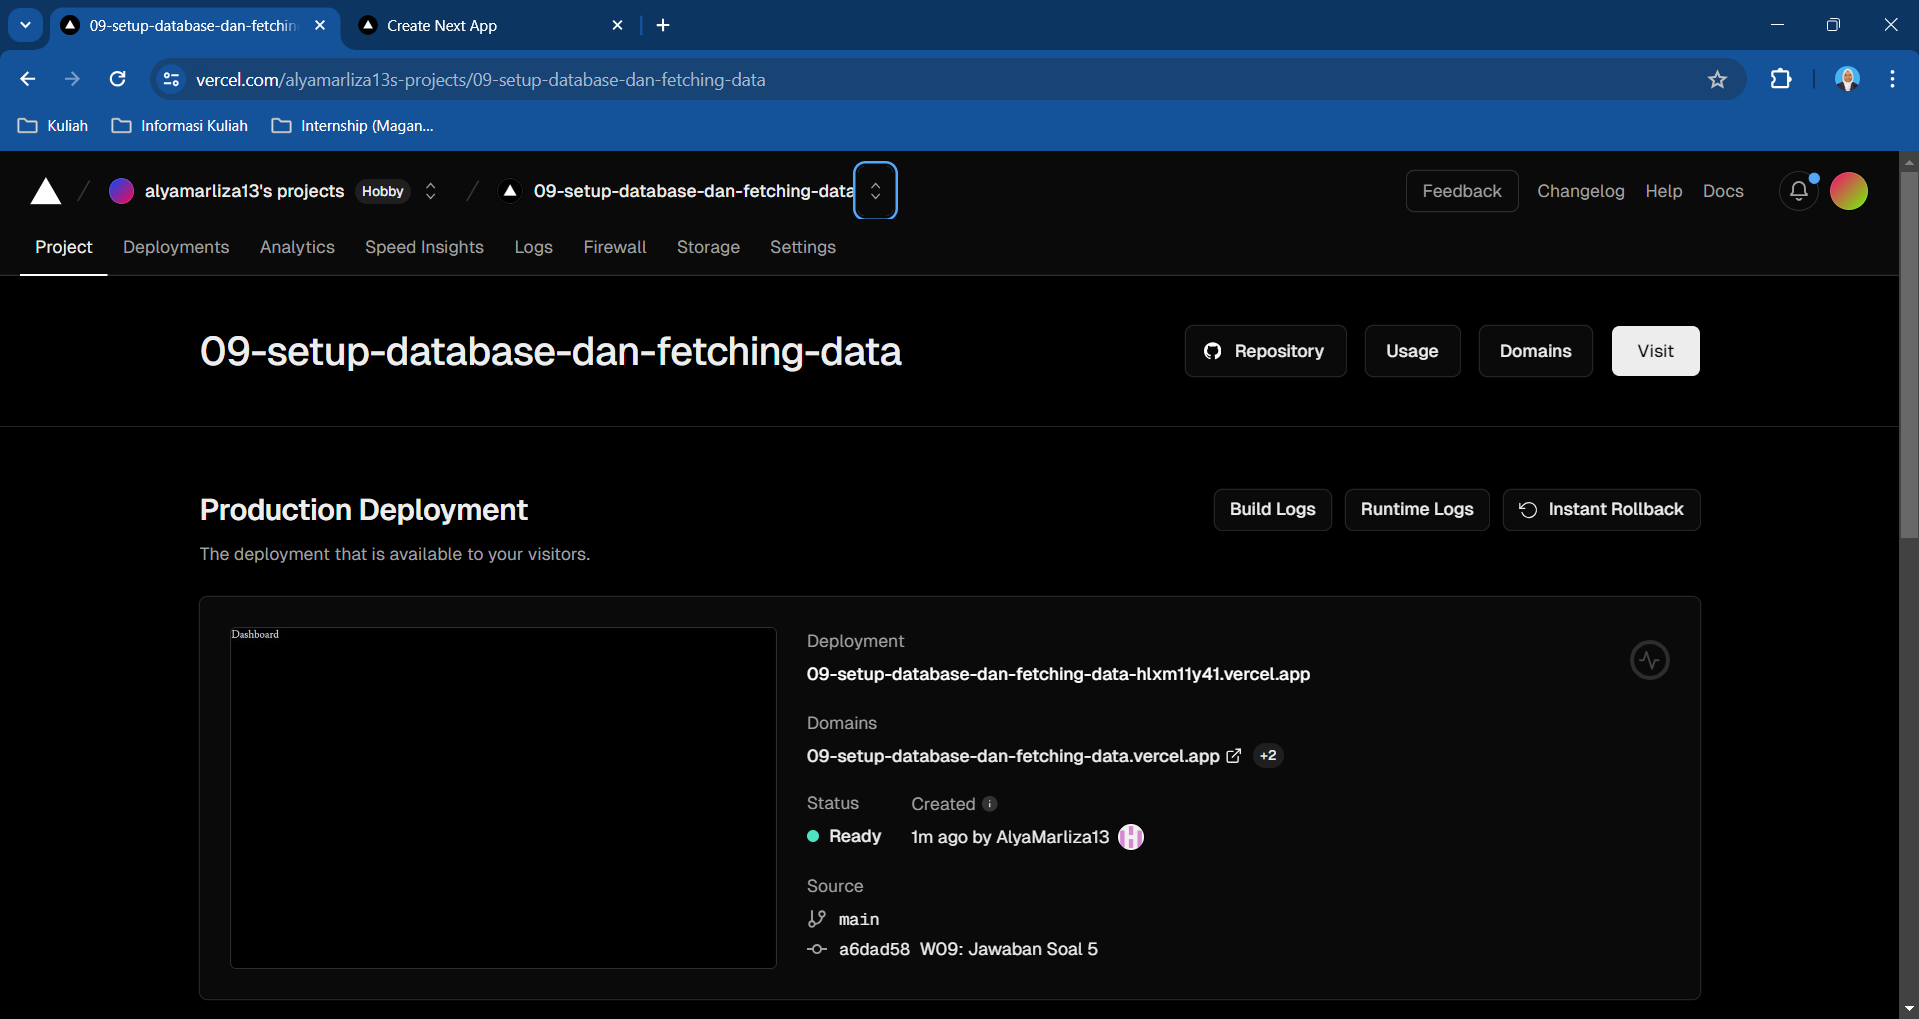 09-setup-database-dan-fetchin
Create Next App
vercel.com/alyamarliza13s-projects/09-setup-database-dan-fetching-data
Kuliah
Informasi Kuliah
Internship (Magan...
alyamarliza13's projects
Hobby
09-setup-database-dan-fetching-data
Feedback
Changelog
Help
Docs
Project
Deployments
Analytics
Speed Insights
Logs
Firewall
Storage
Settings
09-setup-database-dan-fetching-data
Repository
Usage
Domains
Visit
Production Deployment
Build Logs
Runtime Logs
Instant Rollback
The deployment that is available to your visitors.
Dashboard
Deployment
09-setup-database-dan-fetching-data-hlxm11y41.vercel.app
Domains
09-setup-database-dan-fetching-data.vercel.app
+2
Status
Created
Ready
1m ago by AlyaMarliza13
Source
main
a6dad58 W09: Jawaban Soal 5